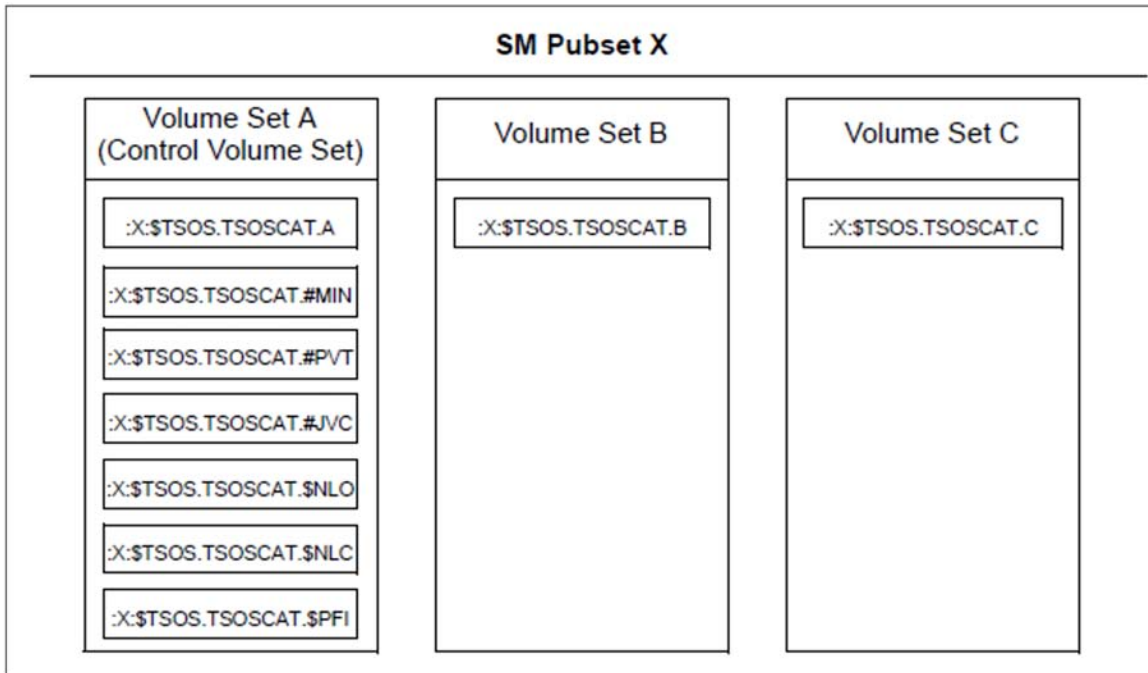 SM Pubset X
Volume Set A
(Control Volume Set)
:X:$TSOS.TSOSCAT.A
:X:$TSOS.TSOSCAT.#MIN
:X:$TSOS.TSOSCAT.#PVT
:X:$TSOS.TSOSCAT.#JVC
:X:$TSOS.TSOSCAT.$NLO
:X:$TSOS.TSOSCAT.$NLC
:X:$TSOS.TSOSCAT.$PFI
Volume Set B
:X:$TSOS.TSOSCAT.B
Volume Set C
:X:$TSOS.TSOSCAT.C